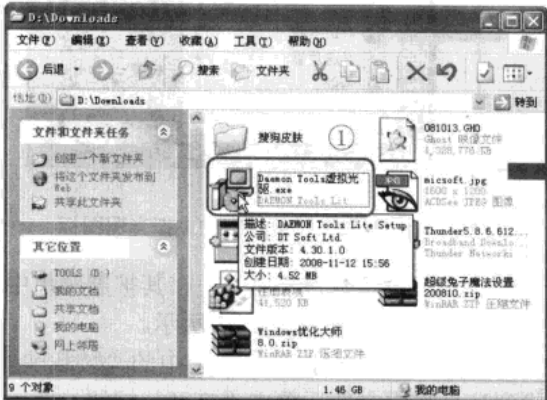 D:\Downloads
文件(F) 编辑(E) 查看(V) 收藏(A) 工具(T) 帮助(H)
后退 搜索 文件夹
地址(D) D:\Downloads 转到
文件和文件夹任务
创建一个新文件夹
将这个文件夹发布到
Web
共享此文件夹
其它位置
TOOLS (D:)
我的文档
共享文档
我的电脑
网上邻居
搜狗皮肤
①
081013.GHO
Ghost 映像文件
Daemon Tools虚拟光
驱.exe
DAEMON Tools Lit
micsoft.jpg
1600 x 1200
ACDSee JPEG 图像
描述: DAEMON Tools Lite Setup
公司: DT Soft Ltd
文件版本: 4.30.1.0
创建日期: 2008-11-12 15:56
大小: 4.52 MB
Thunder5.8.6.612...
Broadband Downlo...
Thunder Networks
注册表项
41,520 KB
超级兔子魔法设置
200810.zip
WinRAR ZIP 压缩文件
Windows优化大师
8.0.zip
WinRAR ZIP 压缩文件
9 个对象 1.46 GB 我的电脑